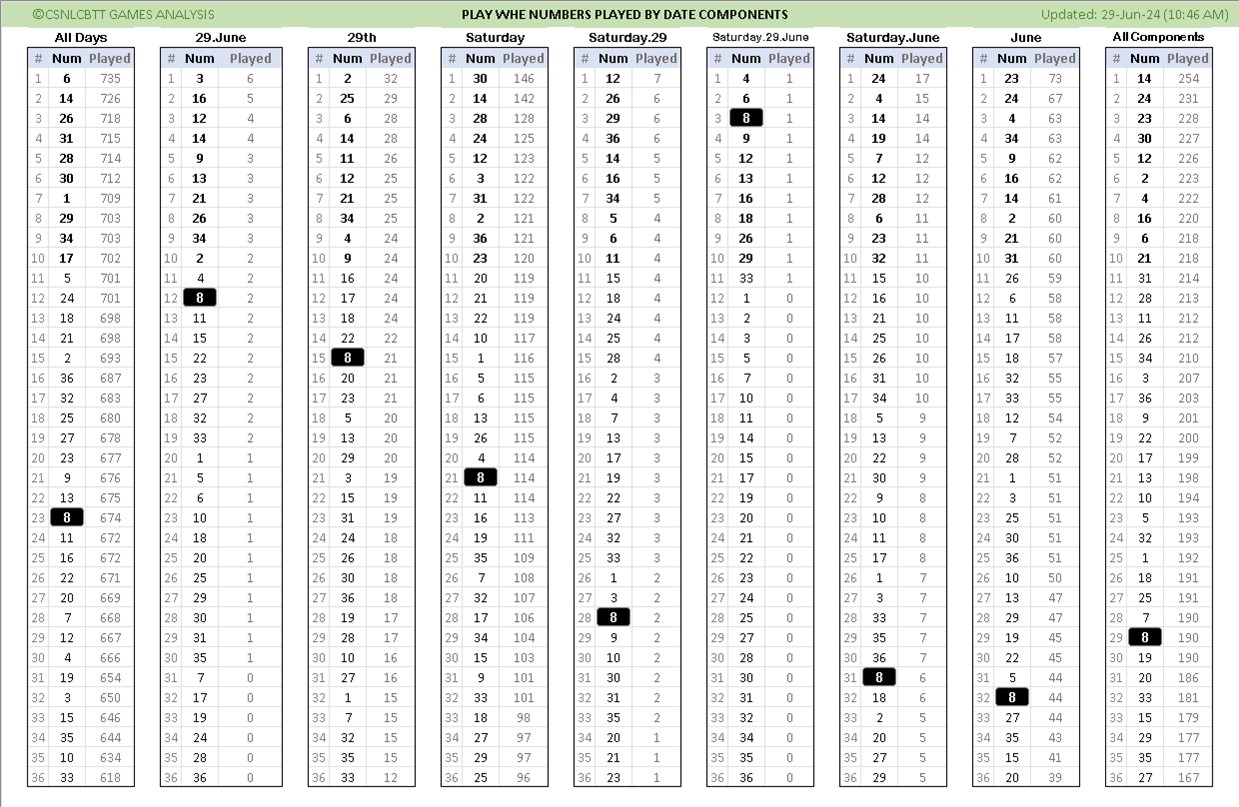 ©CSNLCBTT GAMES ANALYSIS PLAY WHE NUMBERS PLAYED BY DATE COMPONENTS Updated: 29-Jun-24 (10:46 AM)
All Days 29.June 29th Saturday Saturday.29 Saturday.29.June Saturday.June June All Components
# Num Played # Num Played # Num Played # Num Played # Num Played # Num Played # Num Played # Num Played # Num Played
1 6 735 1 3 6 1 2 32 1 30 146 1 12 7 1 4 1 1 24 17 1 23 73 1 14 254
2 14 726 2 16 5 2 25 29 2 14 142 2 26 6 2 6 1 2 4 15 2 24 67 2 24 231
3 26 718 3 12 4 3 6 28 3 28 128 3 29 6 3 8 1 3 14 14 3 4 63 3 23 228
4 31 715 4 14 4 4 14 28 4 24 125 4 36 6 4 9 1 4 19 14 4 34 63 4 30 227
5 28 714 5 9 3 5 11 26 5 12 123 5 14 5 5 12 1 5 7 12 5 9 62 5 12 226
6 30 712 6 13 3 6 12 25 6 3 122 6 16 5 6 13 1 6 12 12 6 16 62 6 2 223
7 1 709 7 21 3 7 21 25 7 31 122 7 34 5 7 16 1 7 28 12 7 14 61 7 4 222
8 29 703 8 26 3 8 34 25 8 2 121 8 5 4 8 18 1 8 6 11 8 2 60 8 16 220
9 34 703 9 34 3 9 4 24 9 36 121 9 6 4 9 26 1 9 23 11 9 21 60 9 6 218
10 17 702 10 2 2 10 9 24 10 23 120 10 11 4 10 29 1 10 32 11 10 31 60 10 21 218
11 5 701 11 4 2 11 16 24 11 20 119 11 15 4 11 33 1 11 15 10 11 26 59 11 31 214
12 24 701 12 8 2 12 17 24 12 21 119 12 18 4 12 1 0 12 16 10 12 6 58 12 28 213
13 18 698 13 11 2 13 18 24 13 22 119 13 24 4 13 2 0 13 21 10 13 11 58 13 11 212
14 21 698 14 15 2 14 22 22 14 10 117 14 25 4 14 3 0 14 25 10 14 17 58 14 26 212
15 2 693 15 22 2 15 8 21 15 1 116 15 28 4 15 5 0 15 26 10 15 18 57 15 34 210
16 36 687 16 23 2 16 20 21 16 5 115 16 2 3 16 7 0 16 31 10 16 32 55 16 3 207
17 32 683 17 27 2 17 23 21 17 6 115 17 4 3 17 10 0 17 34 10 17 33 55 17 36 203
18 25 680 18 32 2 18 5 20 18 13 115 18 7 3 18 11 0 18 5 9 18 12 54 18 9 201
19 27 678 19 33 2 19 13 20 19 26 115 19 13 3 19 14 0 19 13 9 19 7 52 19 22 200
20 23 677 20 1 1 20 29 20 20 4 114 20 17 3 20 15 0 20 22 9 20 28 52 20 17 199
21 9 676 21 5 1 21 3 19 21 8 114 21 19 3 21 17 0 21 30 9 21 1 51 21 13 198
22 13 675 22 6 1 22 15 19 22 11 114 22 22 3 22 19 0 22 9 8 22 3 51 22 10 194
23 8 674 23 10 1 23 31 19 23 16 113 23 27 3 23 20 0 23 10 8 23 25 51 23 5 193
24 11 672 24 18 1 24 24 18 24 19 111 24 32 3 24 21 0 24 11 8 24 30 51 24 32 193
25 16 672 25 20 1 25 26 18 25 35 109 25 33 3 25 22 0 25 17 8 25 36 51 25 1 192
26 22 671 26 25 1 26 30 18 26 7 108 26 1 2 26 23 0 26 1 7 26 10 50 26 18 191
27 20 669 27 29 1 27 36 18 27 32 107 27 3 2 27 24 0 27 3 7 27 13 47 27 25 191
28 7 668 28 30 1 28 19 17 28 17 106 28 8 2 28 25 0 28 33 7 28 29 47 28 7 190
29 12 667 29 31 1 29 28 17 29 34 104 29 9 2 29 27 0 29 35 7 29 19 45 29 8 190
30 4 666 30 35 1 30 10 16 30 15 103 30 10 2 30 28 0 30 36 7 30 22 45 30 19 190
31 19 654 31 7 0 31 27 16 31 9 101 31 30 2 31 30 0 31 8 6 31 5 44 31 20 186
32 3 650 32 17 0 32 1 15 32 33 101 32 31 2 32 31 0 32 18 6 32 8 44 32 33 181
33 15 646 33 19 0 33 7 15 33 18 98 33 35 2 33 32 0 33 2 5 33 27 44 33 15 179
34 35 644 34 24 0 34 32 15 34 27 97 34 20 1 34 34 0 34 20 5 34 35 43 34 29 177
35 10 634 35 28 0 35 35 15 35 29 97 35 21 1 35 35 0 35 27 5 35 15 41 35 35 177
36 33 618 36 36 0 36 33 12 36 25 96 36 23 1 36 36 0 36 29 5 36 20 39 36 27 167